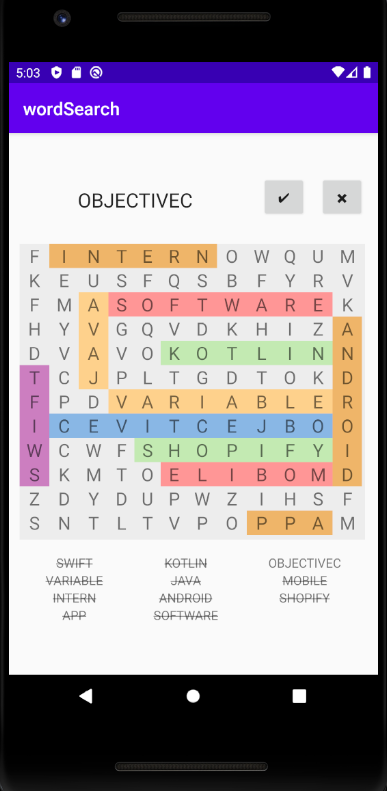 5:03
wordSearch
OBJECTIVEC ✔ ✖
F I N T E R N O W Q U M
K E U S F Q S B F Y R V
F M A S O F T W A R E K
H Y V G Q V D K H I Z A
D V A V O K O T L I N N
T C J P L T G D T O K D
F P D V A R I A B L E R
I C E V I T C E J B O O
W C W F S H O P I F Y I
S K M T O E L I B O M D
Z D Y D U P W Z I H S F
S N T L T V P O P P A M
SWIFT KOTLIN OBJECTIVEC
VARIABLE JAVA MOBILE
INTERN ANDROID SHOPIFY
APP SOFTWARE